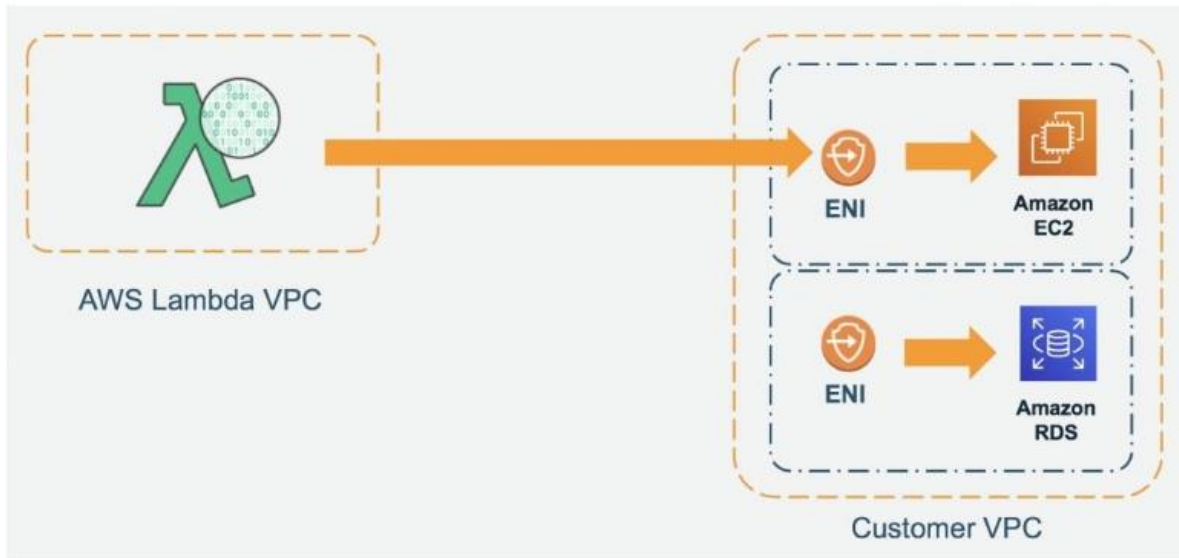 ENI
Amazon
EC2
AWS Lambda VPC
ENI
Amazon
RDS
Customer VPC